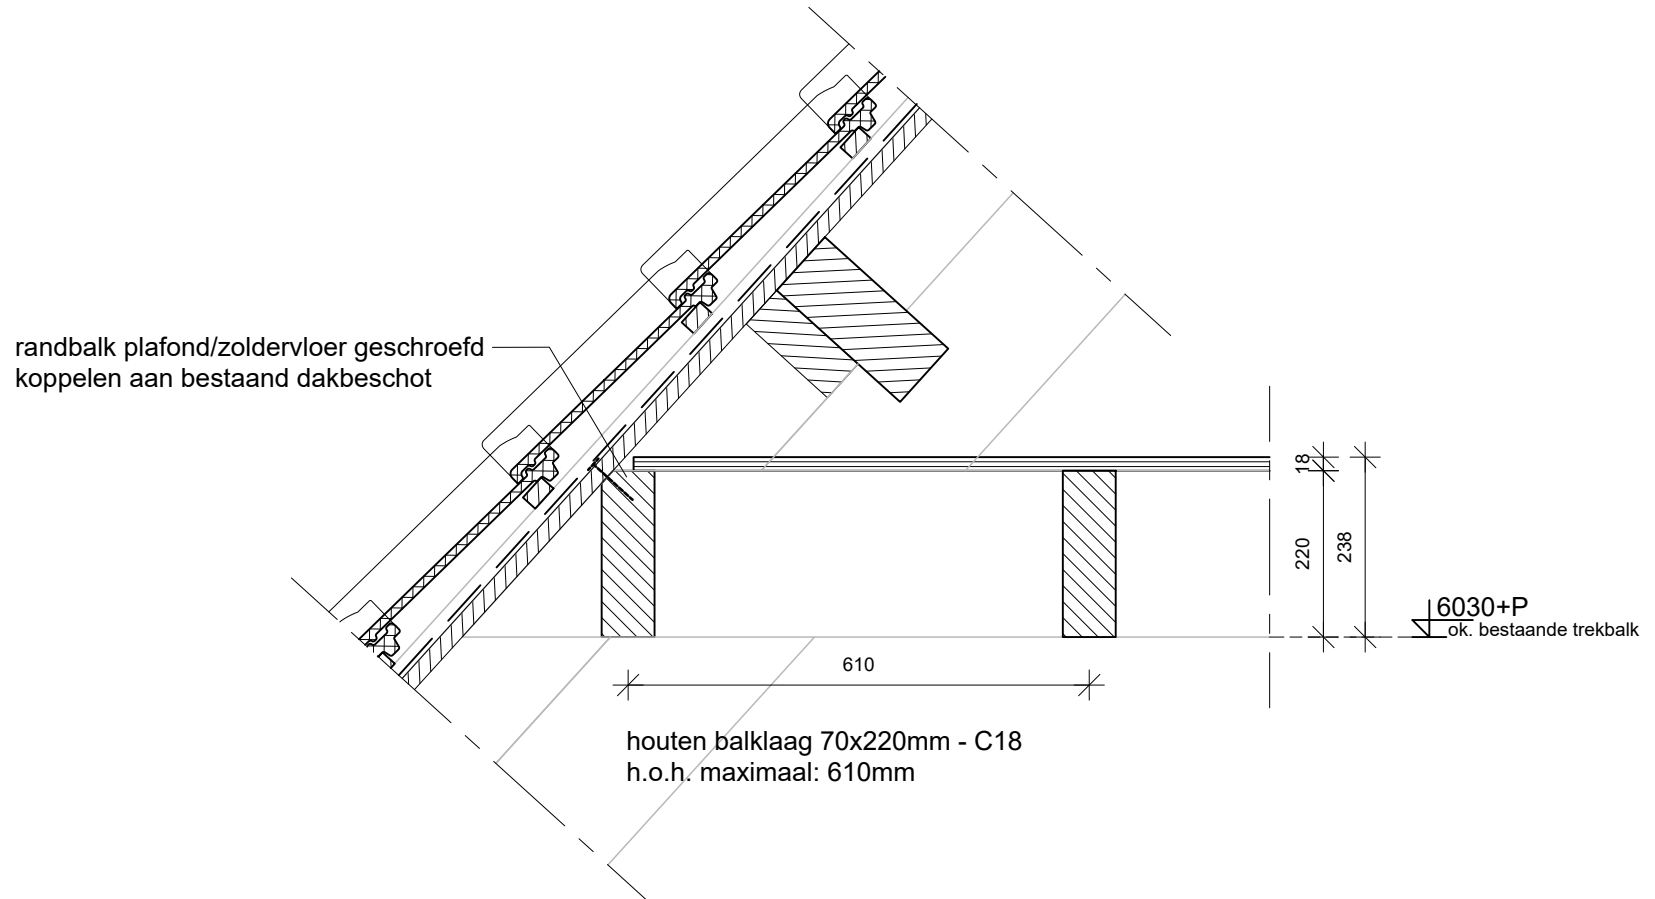 randbalk plafond/zoldervloer geschroefd
koppelen aan bestaand dakbeschot
18
220
238
6030+P
ok. bestaande trekbalk
610
houten balklaag 70x220mm - C18
h.o.h. maximaal: 610mm